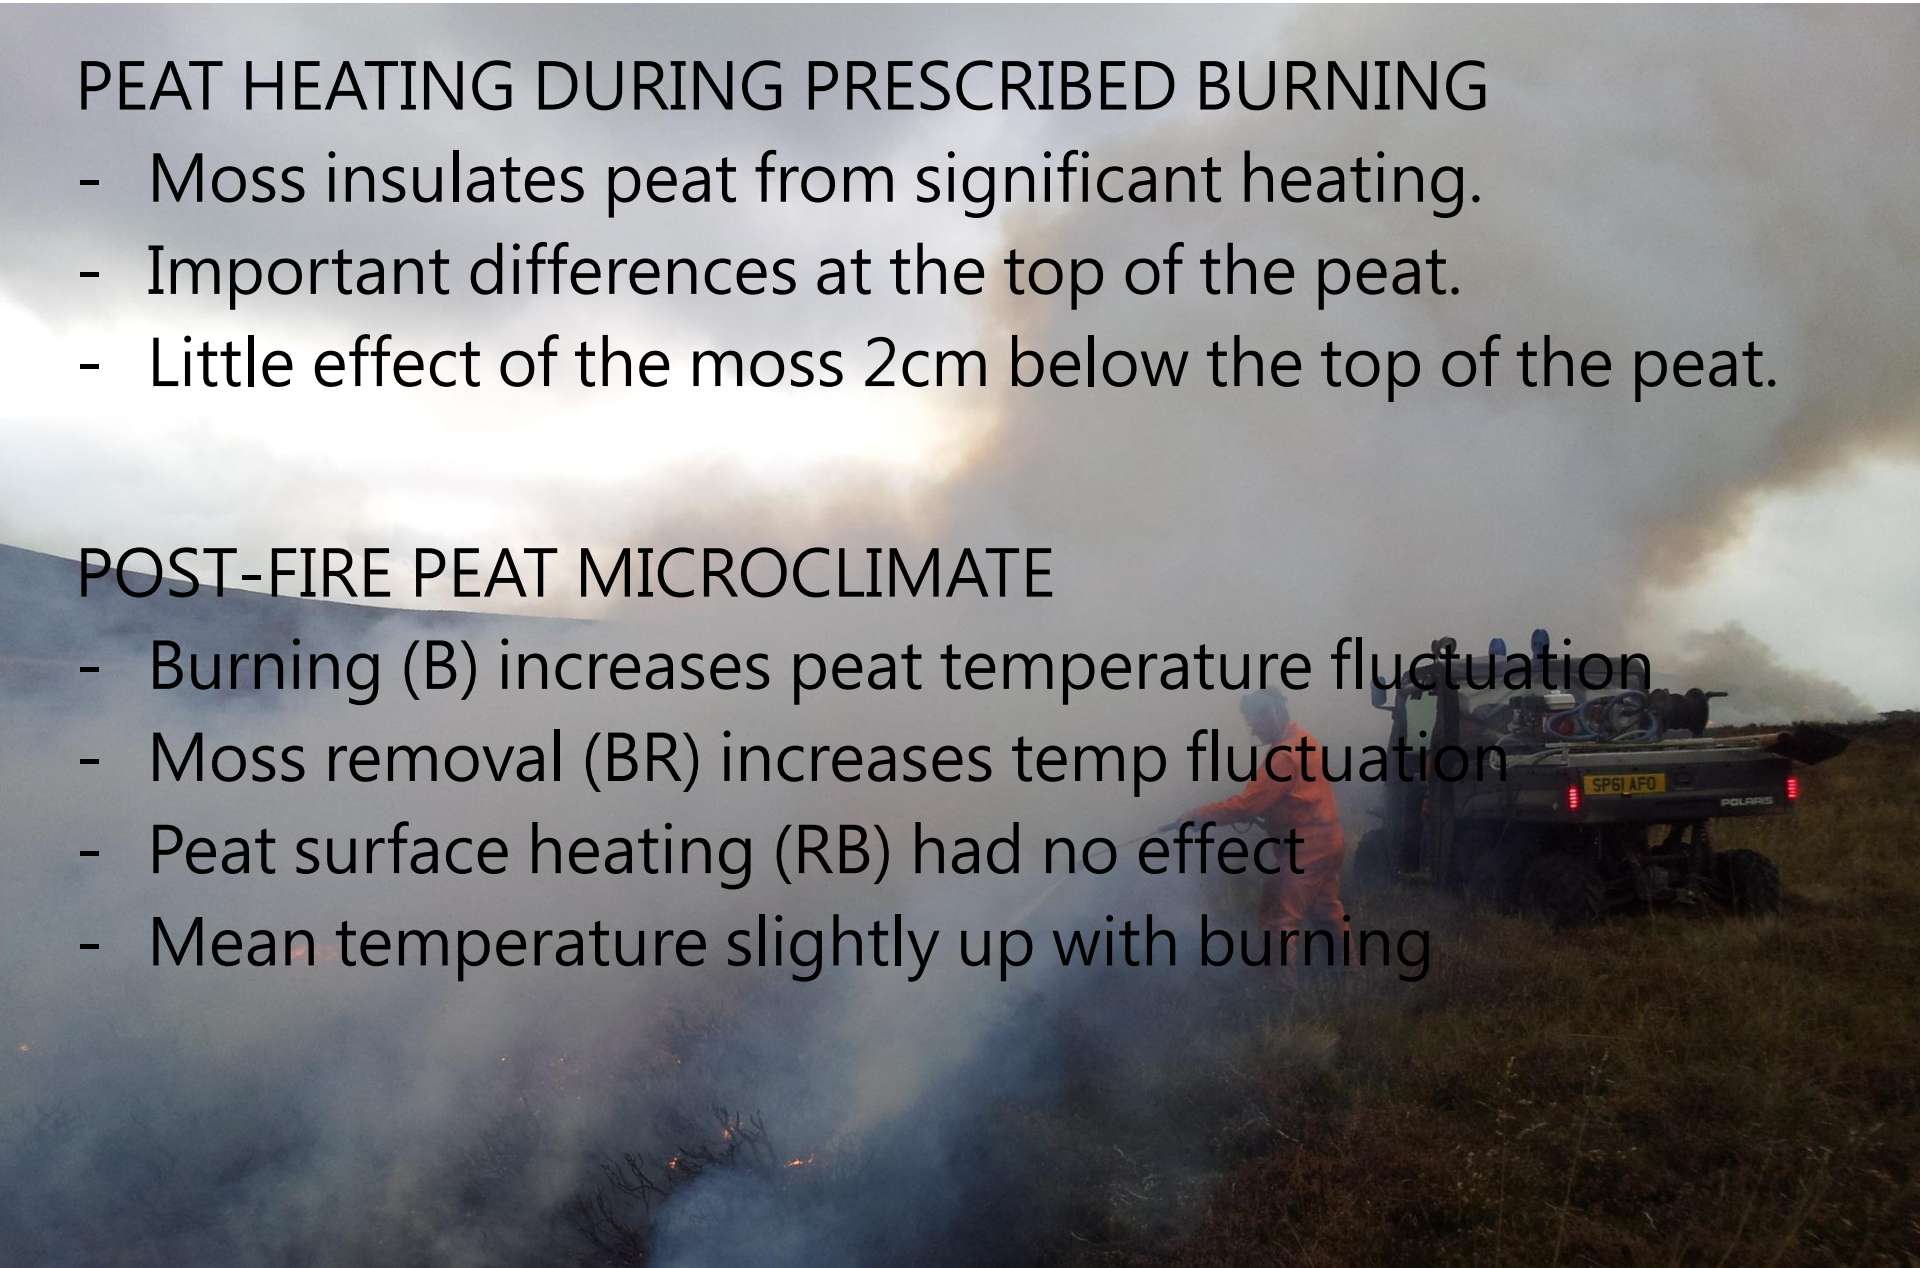 PEAT HEATING DURING PRESCRIBED BURNING
- Moss insulates peat from significant heating.
- Important differences at the top of the peat.
- Little effect of the moss 2cm below the top of the peat.
POST-FIRE PEAT MICROCLIMATE
- Burning (B) increases peat temperature fluctuation
- Moss removal (BR) increases temp fluctuation
SP61 AFO
POLARIS
- Peat surface heating (RB) had no effect
- Mean temperature slightly up with burning